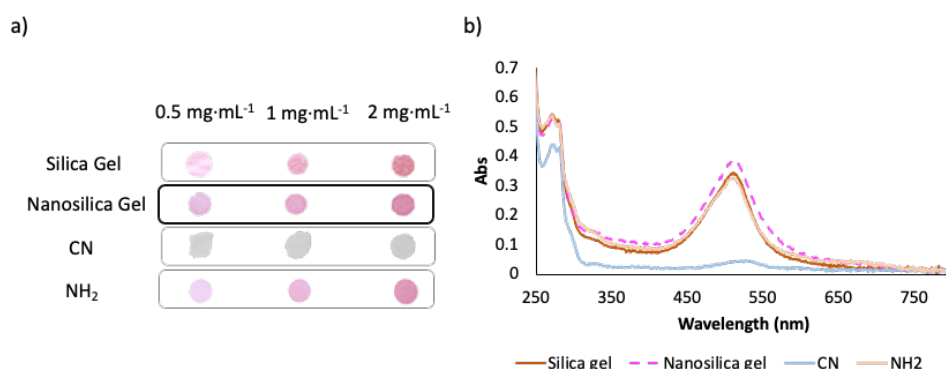 a)
0.5 mg·mL⁻¹ 1 mg·mL⁻¹ 2 mg·mL⁻¹
Silica Gel
Nanosilica Gel
CN
NH₂
b)
0.7
0.6
0.5
0.4
0.3
0.2
0.1
0
Abs
250 350 450 550 650 750
Wavelength (nm)
Silica gel Nanosilica gel CN NH2